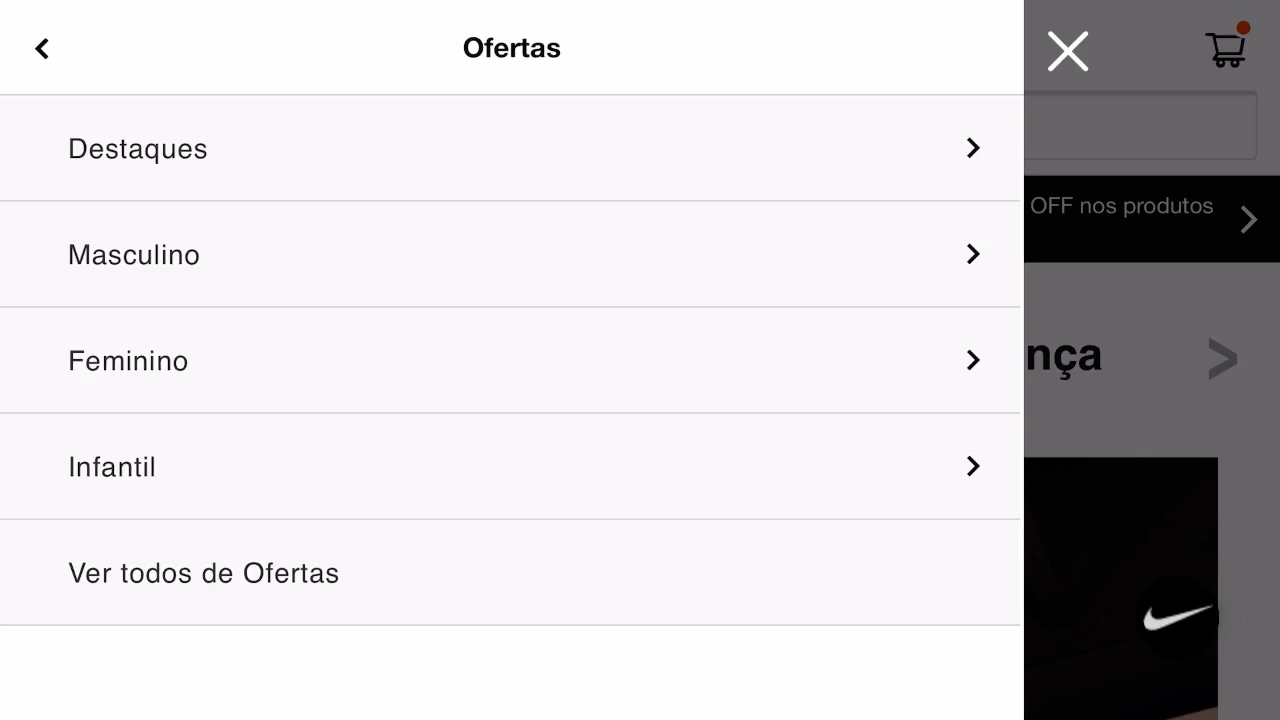 Ofertas
Destaques
Masculino
Feminino
Infantil
Ver todos de Ofertas
OFF nos produtos
nça